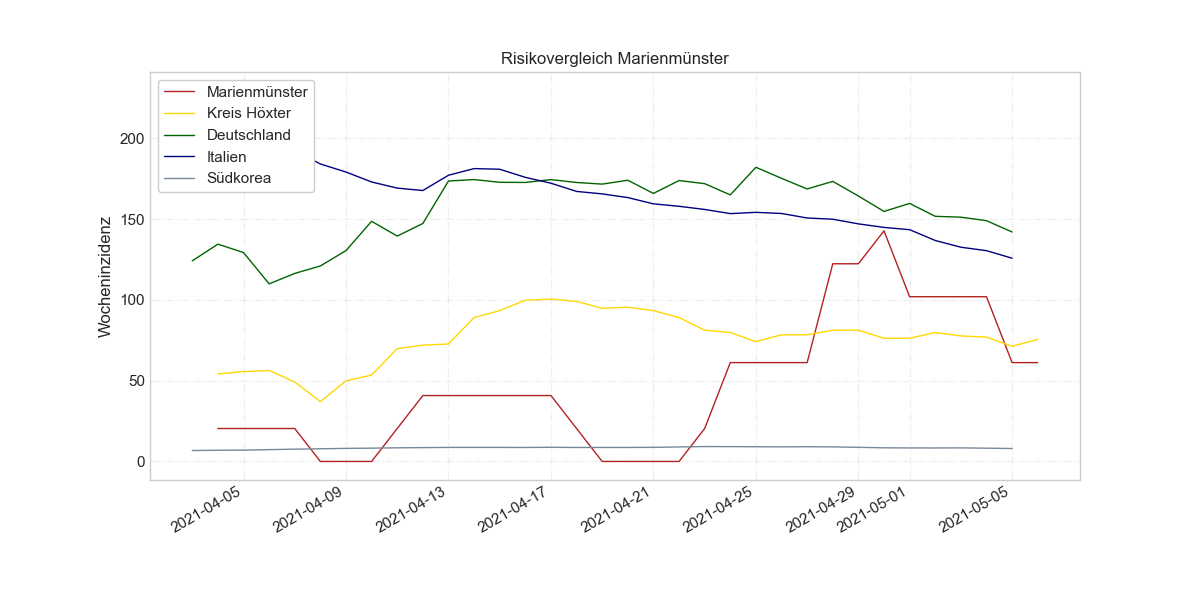 Risikovergleich Marienmünster
Marienmünster
Kreis Höxter
Deutschland
Italien
Südkorea
Wocheninzidenz
200
150
100
50
0
2021-04-05
2021-04-09
2021-04-13
2021-04-17
2021-04-21
2021-04-25
2021-04-29
2021-05-01
2021-05-05